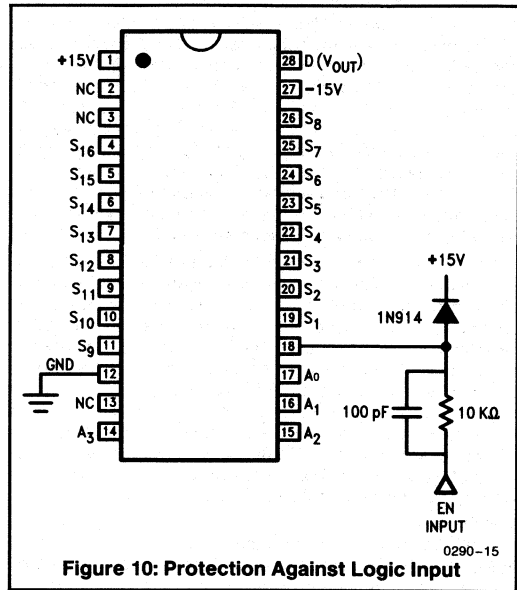 +15V 1 28 D (VOUT)
NC 2 27 -15V
NC 3 26 S8
S16 4 25 S7
S15 5 24 S6
S14 6 23 S5
S13 7 22 S4
S12 8 21 S3
S11 9 20 S2
S10 10 19 S1
S9 11 18
GND 12 17 A0
NC 13 16 A1
A3 14 15 A2
+15V
1N914
100 pF
10 KΩ
EN
INPUT
0290-15
Figure 10: Protection Against Logic Input